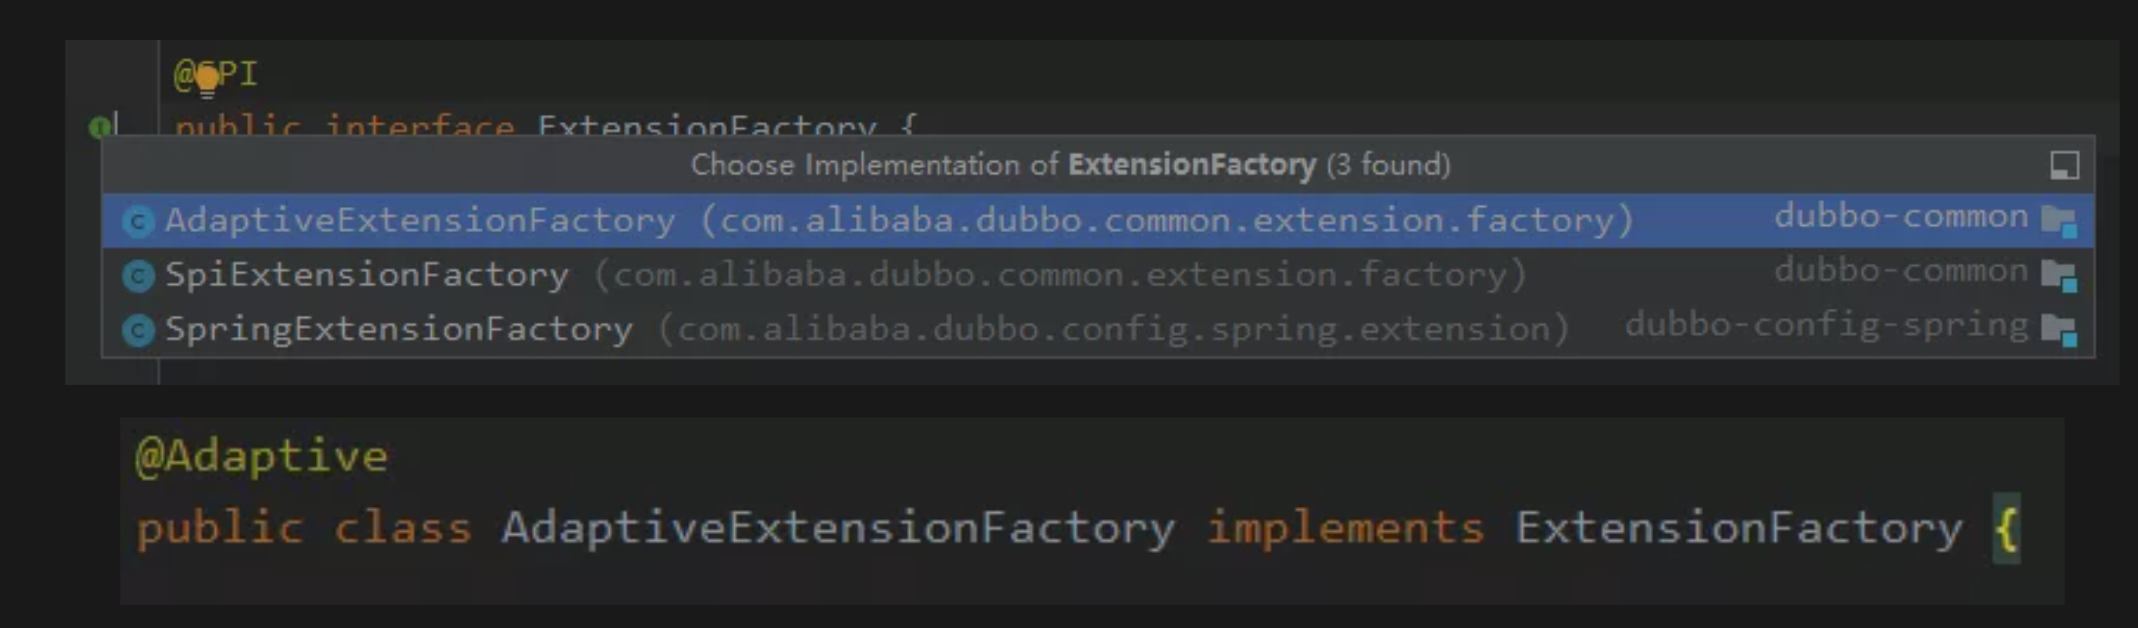 @SPI
public interface ExtensionFactory {
Choose Implementation of ExtensionFactory (3 found)
AdaptiveExtensionFactory (com.alibaba.dubbo.common.extension.factory) dubbo-common
SpiExtensionFactory (com.alibaba.dubbo.common.extension.factory) dubbo-common
SpringExtensionFactory (com.alibaba.dubbo.config.spring.extension) dubbo-config-spring
@Adaptive
public class AdaptiveExtensionFactory implements ExtensionFactory {